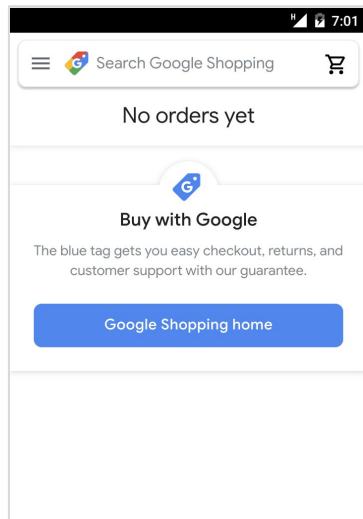 H 7:01
Search Google Shopping
No orders yet
G
Buy with Google
The blue tag gets you easy checkout, returns, and
customer support with our guarantee.
Google Shopping home